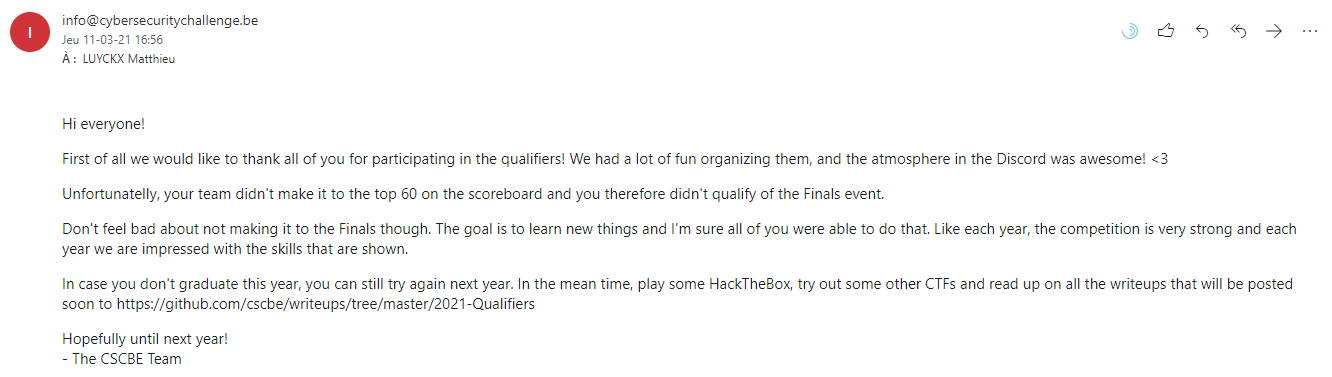 I
info@cybersecuritychallenge.be
Jeu 11-03-21 16:56
À : LUYCKX Matthieu
Hi everyone!
First of all we would like to thank all of you for participating in the qualifiers! We had a lot of fun organizing them, and the atmosphere in the Discord was awesome! <3
Unfortunatelly, your team didn't make it to the top 60 on the scoreboard and you therefore didn't qualify of the Finals event.
Don't feel bad about not making it to the Finals though. The goal is to learn new things and I'm sure all of you were able to do that. Like each year, the competition is very strong and each
year we are impressed with the skills that are shown.
In case you don't graduate this year, you can still try again next year. In the mean time, play some HackTheBox, try out some other CTFs and read up on all the writeups that will be posted
soon to https://github.com/cscbe/writeups/tree/master/2021-Qualifiers
Hopefully until next year!
- The CSCBE Team